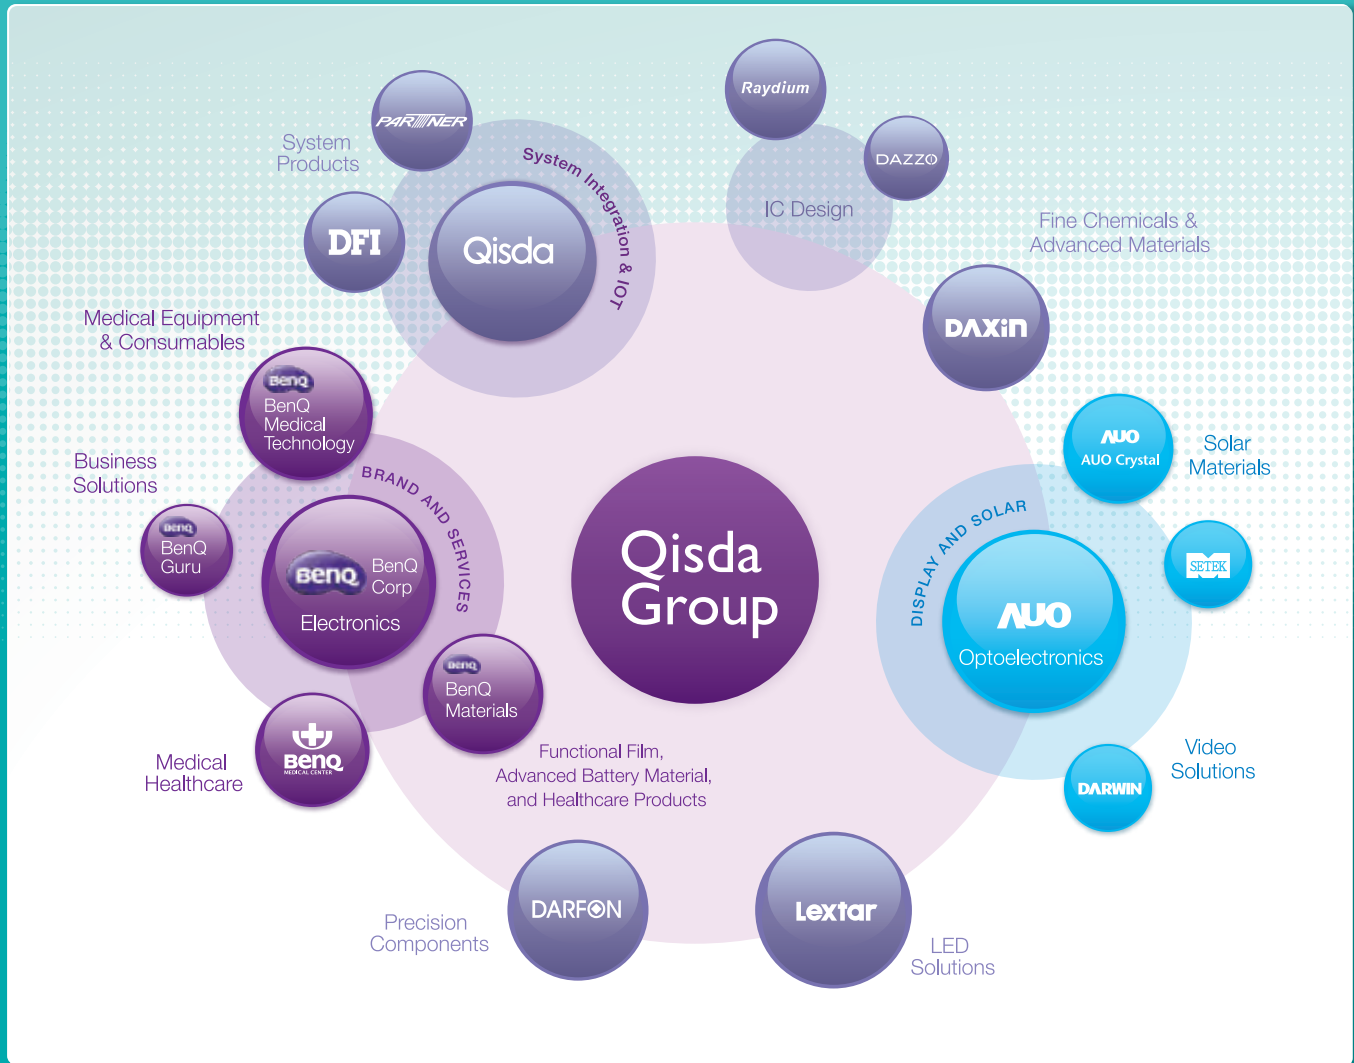 Raydium
PARTNER
System
Products
System Integration & IOT
DAZZO
IC Design
DFI
Qisda
Fine Chemicals &
Advanced Materials
DAXIN
Medical Equipment
& Consumables
BenQ
BenQ
Medical
Technology
AUO
AUO Crystal
Solar
Materials
Business
Solutions
BRAND AND SERVICES
DISPLAY AND SOLAR
BenQ
BenQ
Guru
BenQ
BenQ
Corp
Electronics
Qisda
Group
SETEK
AUO
Optoelectronics
BenQ
BenQ
Materials
BenQ
MEDICAL CENTER
Medical
Healthcare
Functional Film,
Advanced Battery Material,
and Healthcare Products
Video
Solutions
DARWIN
DARFON
Precision
Components
Lextar
LED
Solutions